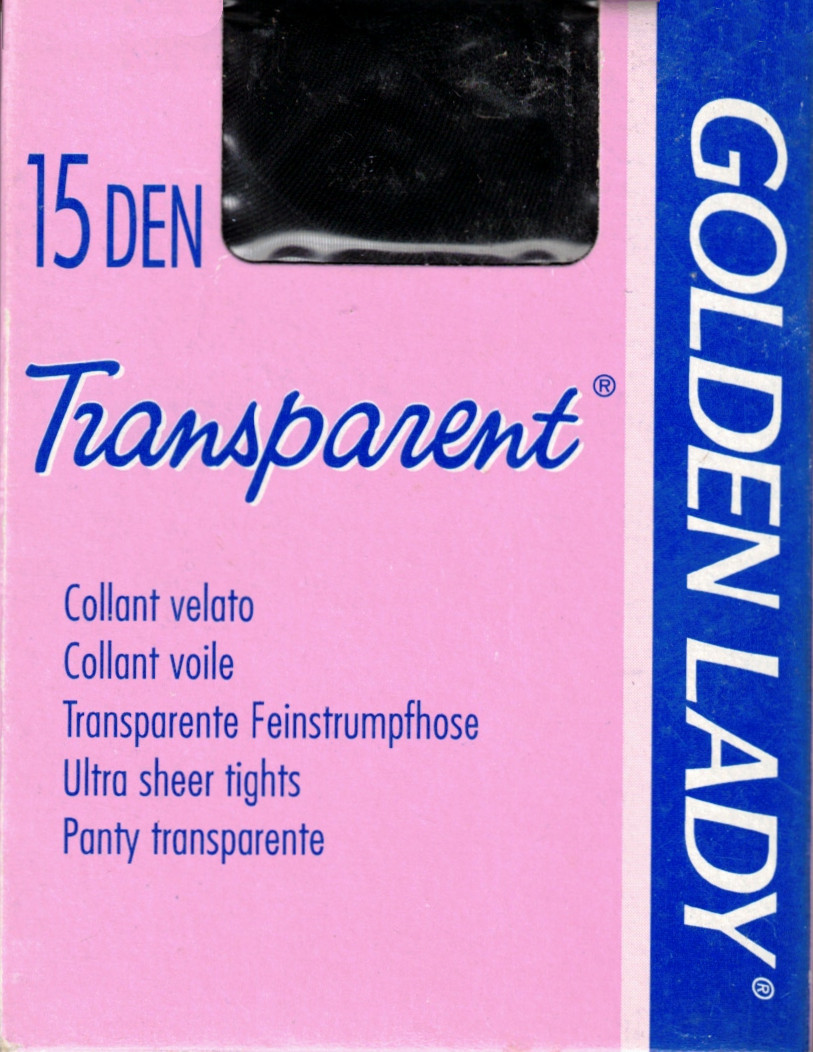 15 DEN
Transparent®
Collant velato
Collant voile
Transparente Feinstrumpfhose
Ultra sheer tights
Panty transparente
GOLDEN LADY®